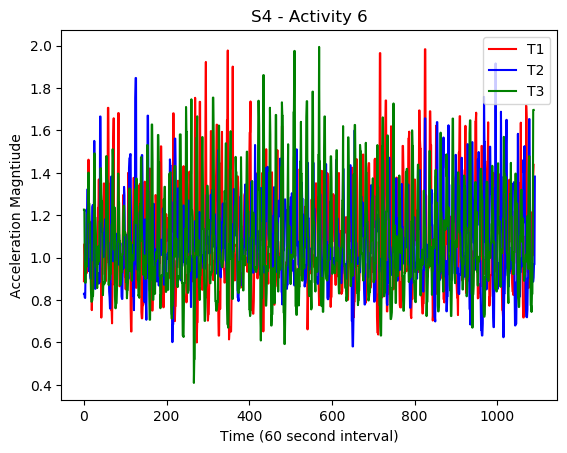 S4 - Activity 6
T1
T2
T3
Acceleration Magntiude
2.0
1.8
1.6
1.4
1.2
1.0
0.8
0.6
0.4
0
200
400
600
800
1000
Time (60 second interval)